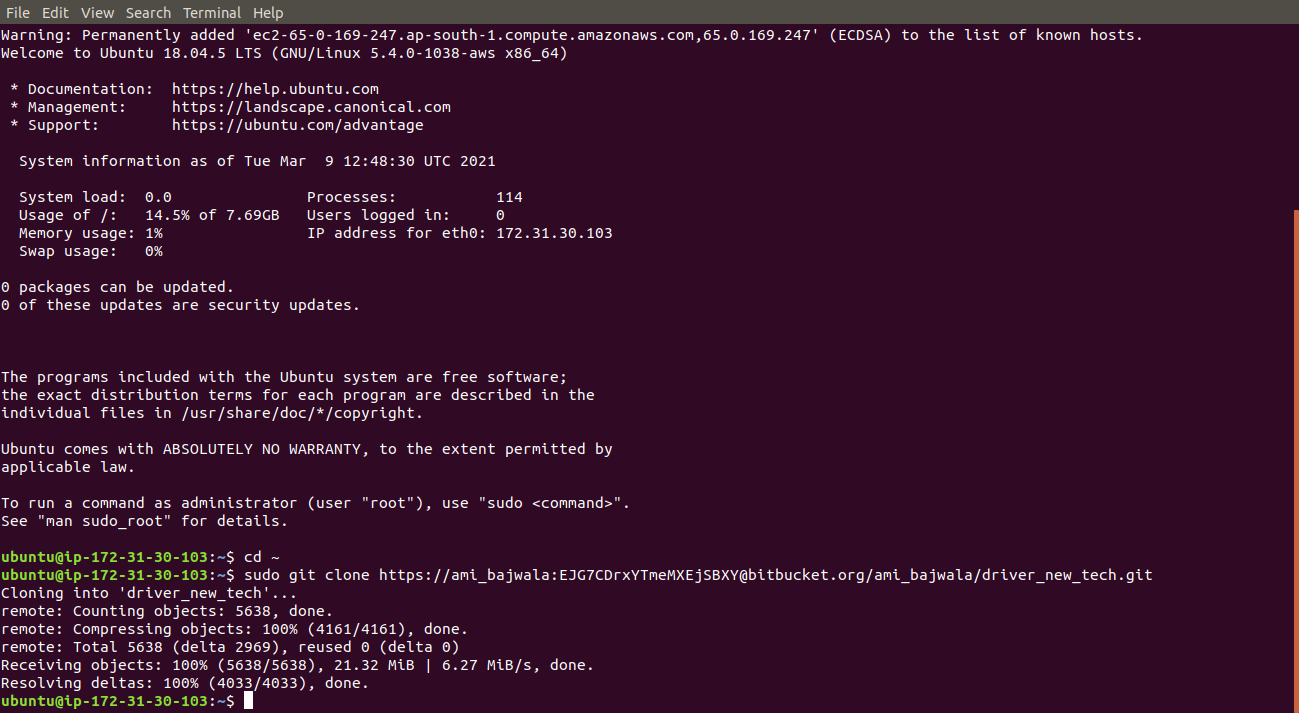 File Edit View Search Terminal Help
Warning: Permanently added 'ec2-65-0-169-247.ap-south-1.compute.amazonaws.com,65.0.169.247' (ECDSA) to the list of known hosts.
Welcome to Ubuntu 18.04.5 LTS (GNU/Linux 5.4.0-1038-aws x86_64)
* Documentation: https://help.ubuntu.com
* Management: https://landscape.canonical.com
* Support: https://ubuntu.com/advantage
System information as of Tue Mar 9 12:48:30 UTC 2021
System load: 0.0 Processes: 114
Usage of /: 14.5% of 7.69GB Users logged in: 0
Memory usage: 1% IP address for eth0: 172.31.30.103
Swap usage: 0%
0 packages can be updated.
0 of these updates are security updates.
The programs included with the Ubuntu system are free software;
the exact distribution terms for each program are described in the
individual files in /usr/share/doc/*/copyright.
Ubuntu comes with ABSOLUTELY NO WARRANTY, to the extent permitted by
applicable law.
To run a command as administrator (user "root"), use "sudo <command>".
See "man sudo_root" for details.
ubuntu@ip-172-31-30-103:~$ cd ~
ubuntu@ip-172-31-30-103:~$ sudo git clone https://ami_bajwala:EJG7CDrxYTmeMXEjSBXY@bitbucket.org/ami_bajwala/driver_new_tech.git
Cloning into 'driver_new_tech'...
remote: Counting objects: 5638, done.
remote: Compressing objects: 100% (4161/4161), done.
remote: Total 5638 (delta 2969), reused 0 (delta 0)
Receiving objects: 100% (5638/5638), 21.32 MiB | 6.27 MiB/s, done.
Resolving deltas: 100% (4033/4033), done.
ubuntu@ip-172-31-30-103:~$